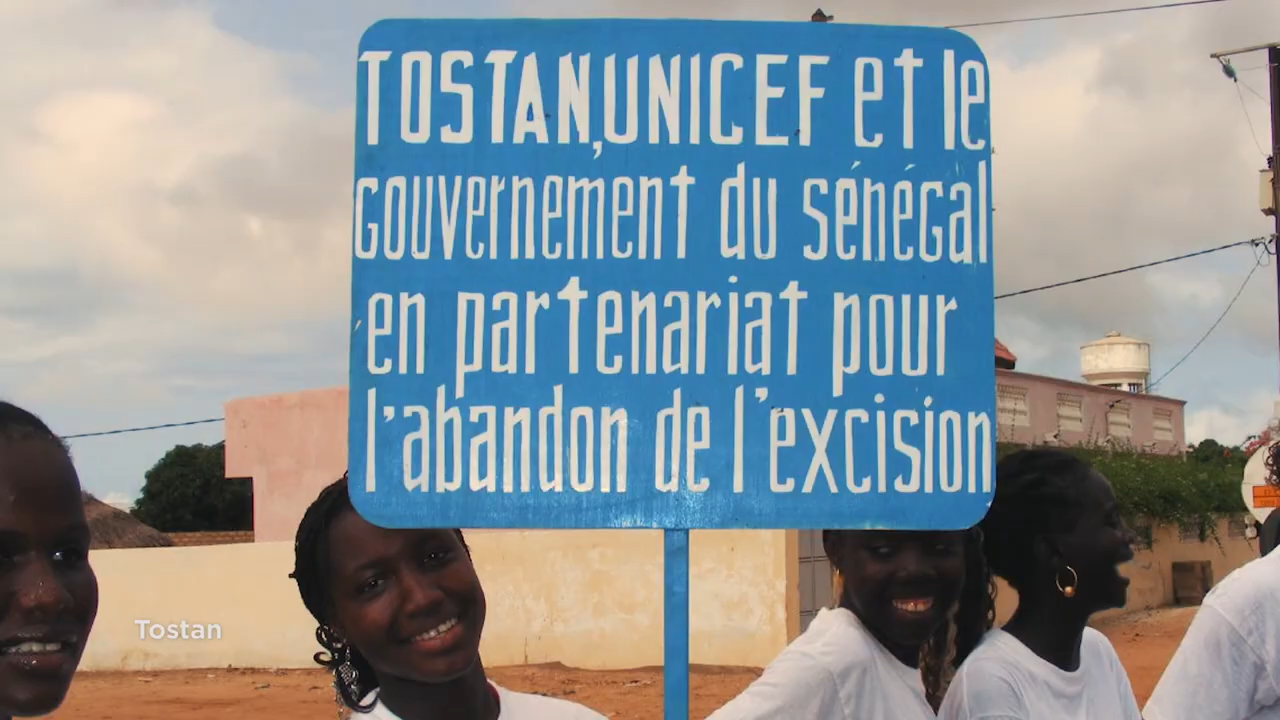 TOSTAN,UNICEF et le
Gouvernement du Sénégal
en partenariat pour
l'abandon de l'excision
Tostan